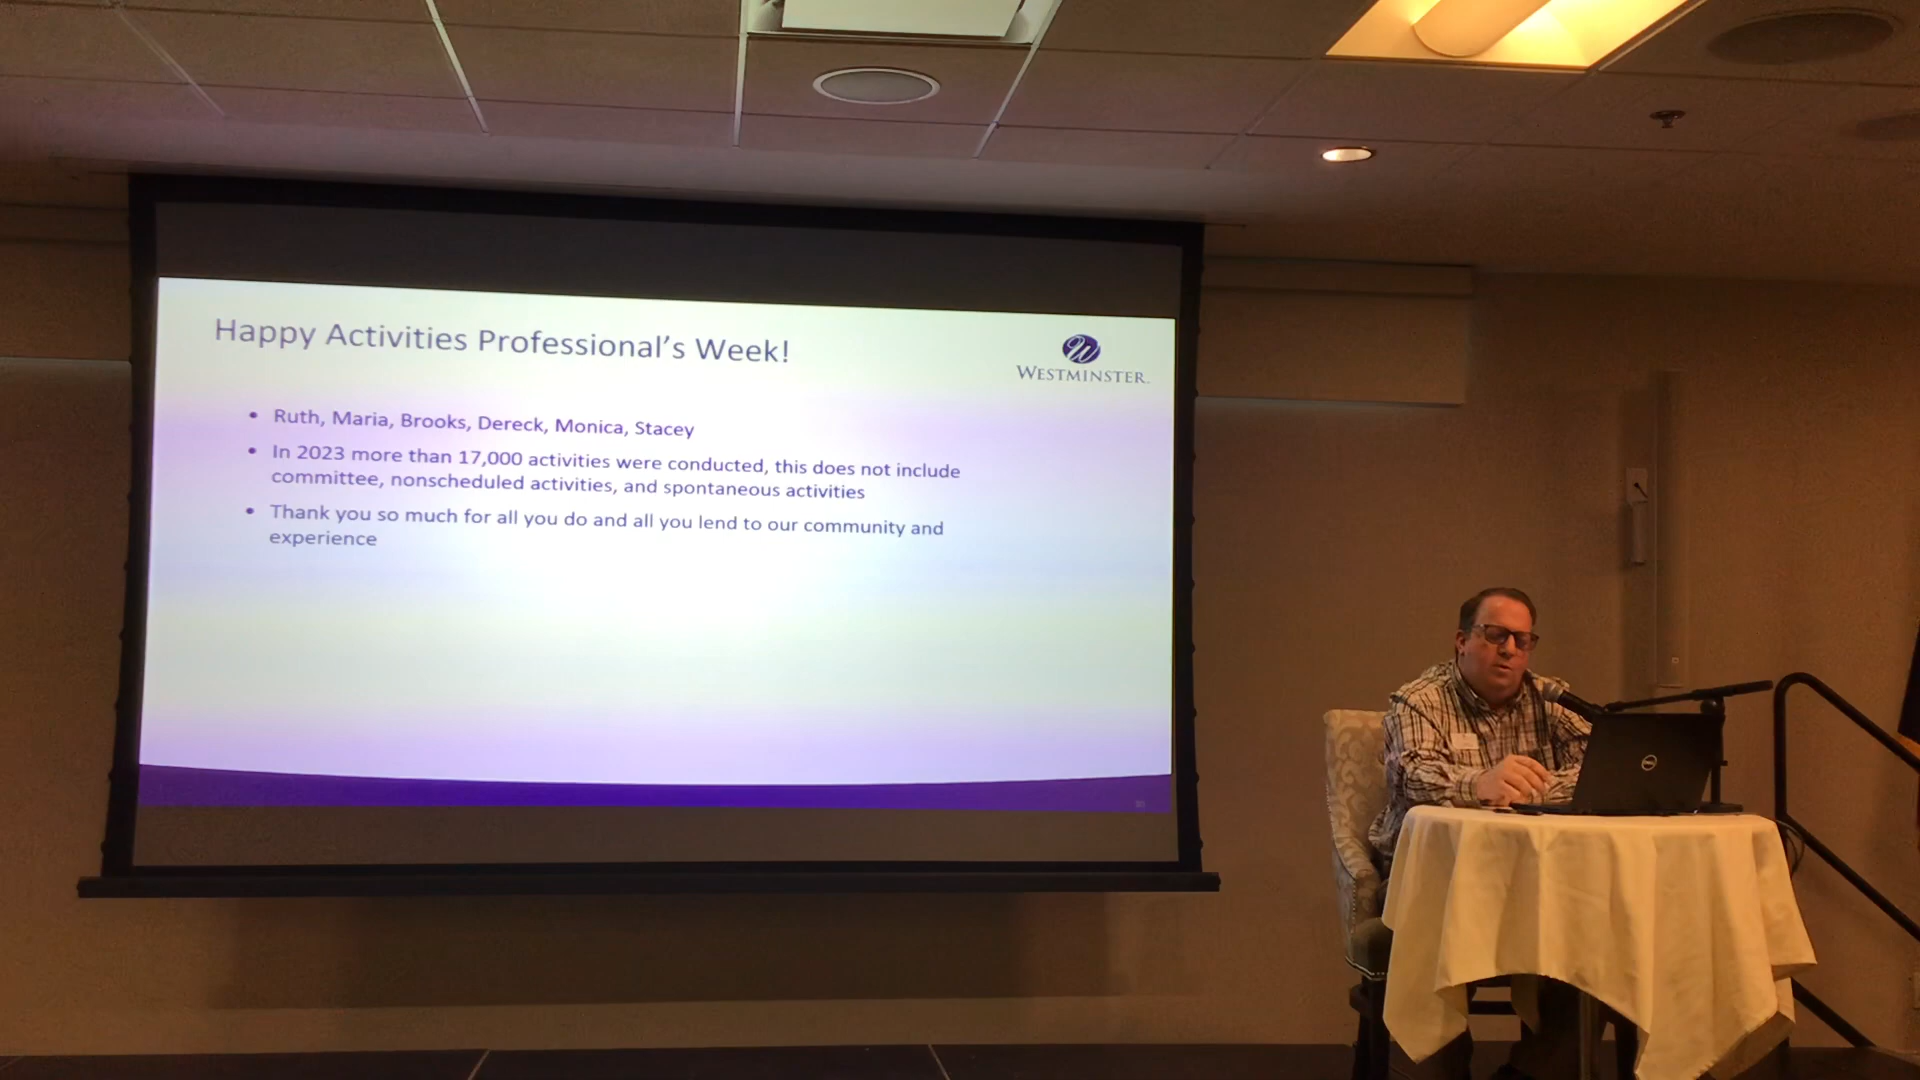 Happy Activities Professional's Week!
WESTMINSTER
• Ruth, Maria, Brooks, Dereck, Monica, Stacey
• In 2023 more than 17,000 activities were conducted, this does not include
committee, nonscheduled activities, and spontaneous activities
• Thank you so much for all you do and all you lend to our community and
experience
DELL